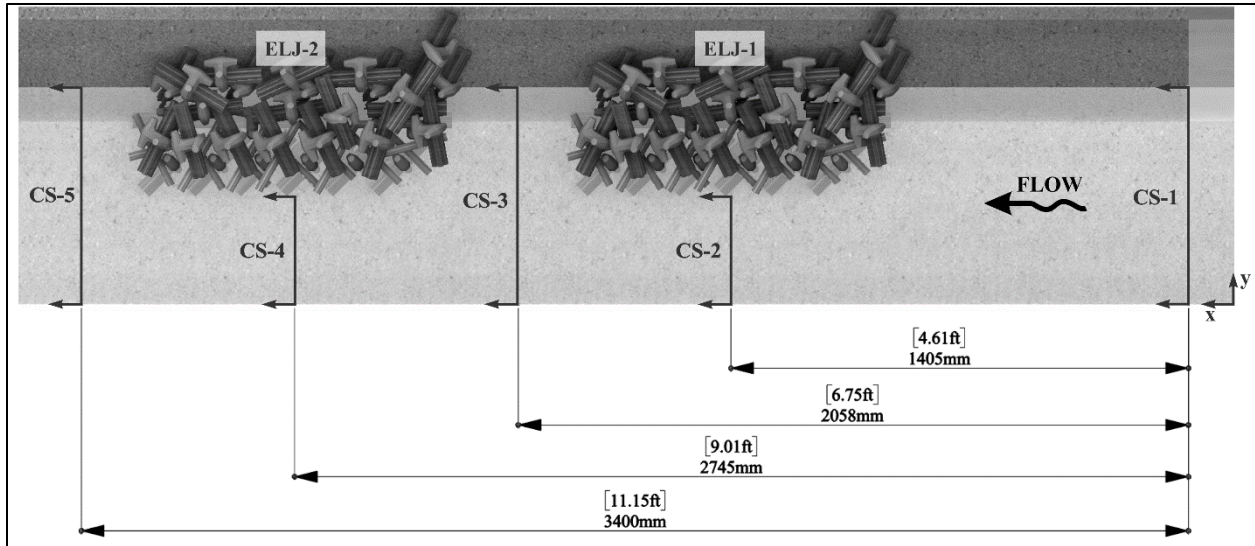 ELJ-2
ELJ-1
CS-5
CS-4
CS-3
CS-2
FLOW
CS-1
y
x
[4.61ft]
1405mm
[6.75ft]
2058mm
[9.01ft]
2745mm
[11.15ft]
3400mm